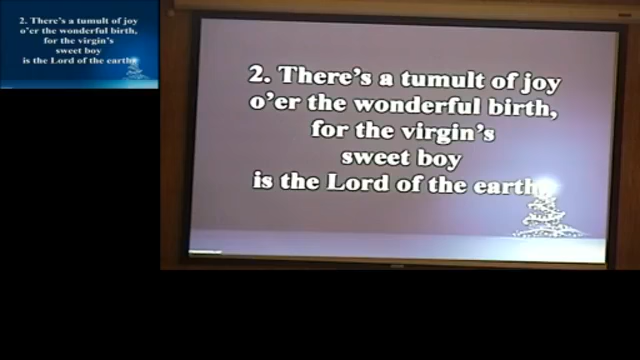 2. There's a tumult of joy
o'er the wonderful birth,
for the virgin's
sweet boy
is the Lord of the earth
2. There's a tumult of joy
o'er the wonderful birth,
for the virgin's
sweet boy
is the Lord of the earth